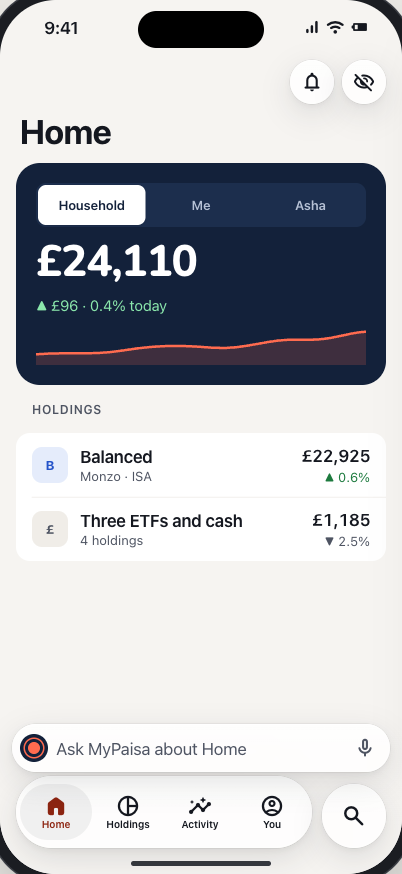 9:41
Home
Household
Me
Asha
£24,110
▲ £96 · 0.4% today
HOLDINGS
B
Balanced
£22,925
Monzo · ISA
▲ 0.6%
£
Three ETFs and cash
£1,185
4 holdings
▼ 2.5%
Ask MyPaisa about Home
Home
Holdings
Activity
You